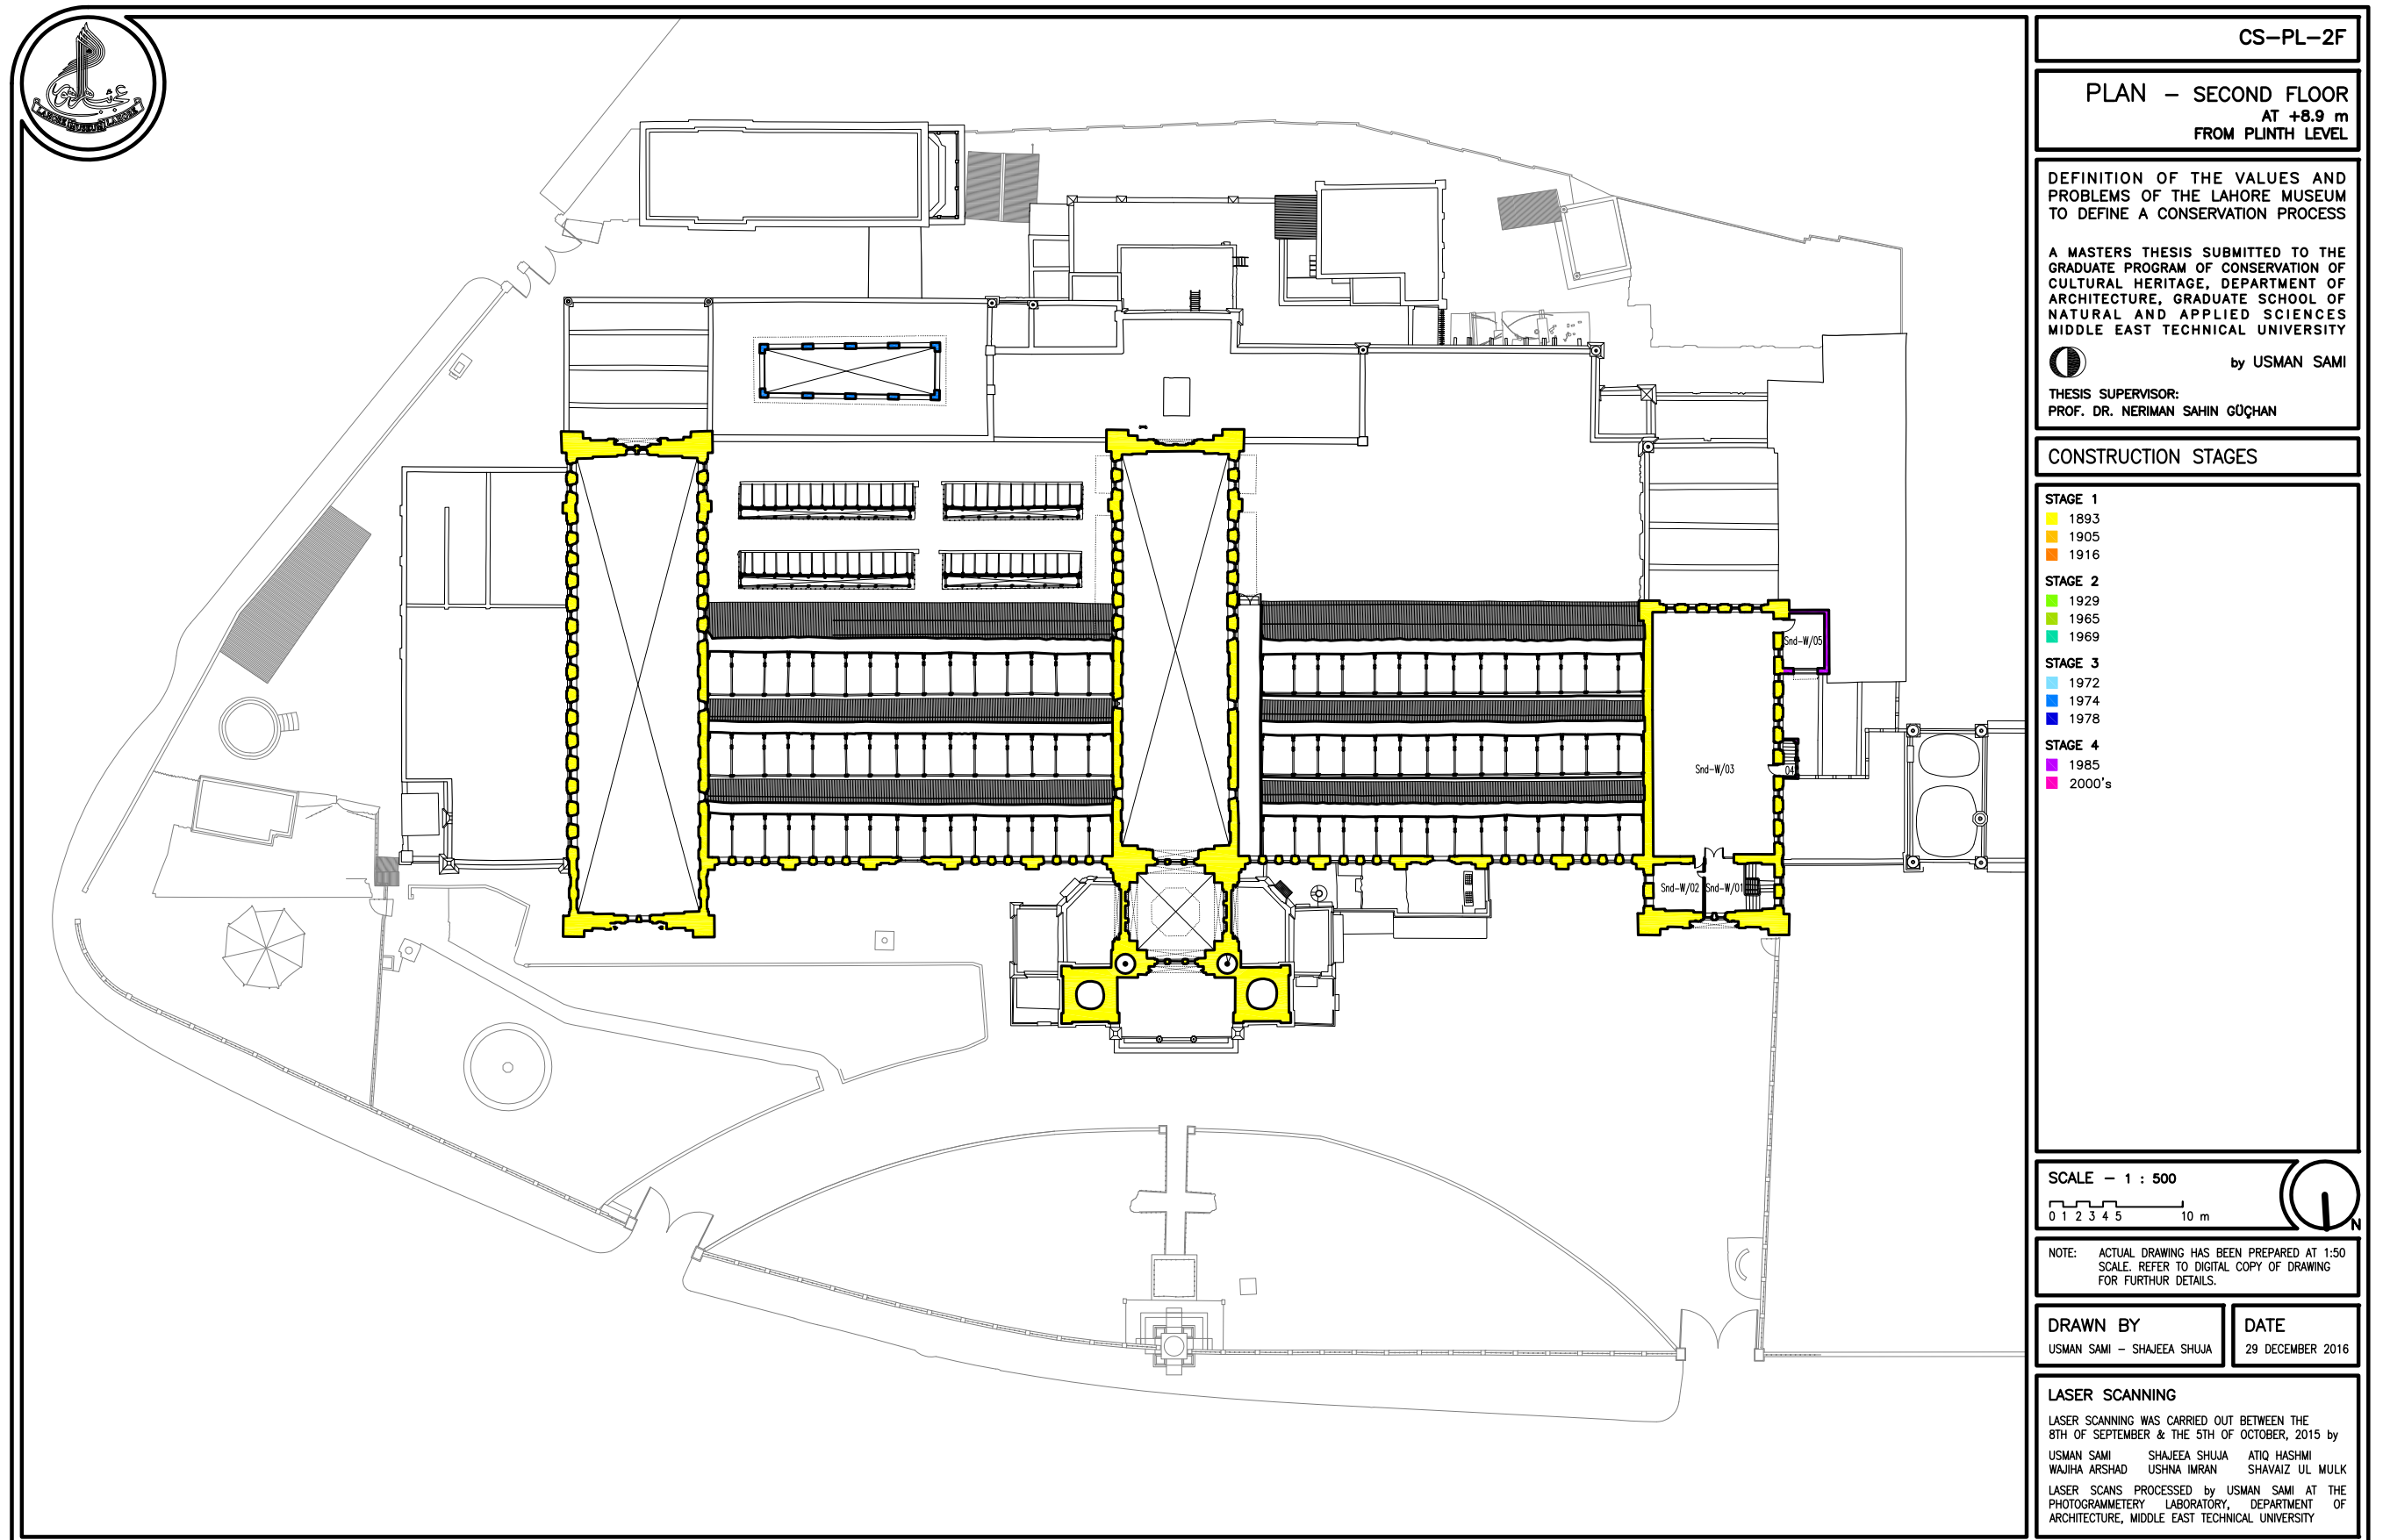 عجائب
LAHORE MUSEUM LAHORE
1
Snd-W/05
Snd-W/03
04
Snd-W/02
Snd-W/01
CS-PL-2F
PLAN - SECOND FLOOR
AT +8.9 m
FROM PLINTH LEVEL
DEFINITION OF THE VALUES AND
PROBLEMS OF THE LAHORE MUSEUM
TO DEFINE A CONSERVATION PROCESS
A MASTERS THESIS SUBMITTED TO THE
GRADUATE PROGRAM OF CONSERVATION OF
CULTURAL HERITAGE, DEPARTMENT OF
ARCHITECTURE, GRADUATE SCHOOL OF
NATURAL AND APPLIED SCIENCES
MIDDLE EAST TECHNICAL UNIVERSITY
by USMAN SAMI
THESIS SUPERVISOR:
PROF. DR. NERIMAN SAHIN GÜÇHAN
CONSTRUCTION STAGES
STAGE 1
1893
1905
1916
STAGE 2
1929
1965
1969
STAGE 3
1972
1974
1978
STAGE 4
1985
2000's
SCALE - 1 : 500
0 1 2 3 4 5 10 m
N
NOTE: ACTUAL DRAWING HAS BEEN PREPARED AT 1:50
SCALE. REFER TO DIGITAL COPY OF DRAWING
FOR FURTHUR DETAILS.
DRAWN BY
USMAN SAMI - SHAJEEA SHUJA
DATE
29 DECEMBER 2016
LASER SCANNING
LASER SCANNING WAS CARRIED OUT BETWEEN THE
8TH OF SEPTEMBER & THE 5TH OF OCTOBER, 2015 by
USMAN SAMI SHAJEEA SHUJA ATIQ HASHMI
WAJIHA ARSHAD USHNA IMRAN SHAVAIZ UL MULK
LASER SCANS PROCESSED by USMAN SAMI AT THE
PHOTOGRAMMETERY LABORATORY, DEPARTMENT OF
ARCHITECTURE, MIDDLE EAST TECHNICAL UNIVERSITY